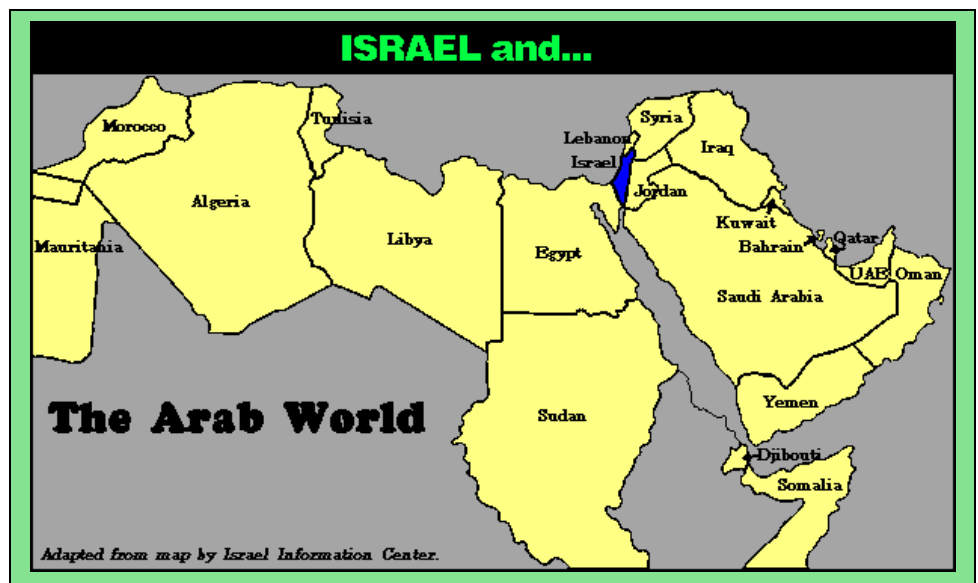 ISRAEL and...
Morocco
Tunisia
Lebanon
Syria
Israel
Iraq
Algeria
Jordan
Kuwait
Mauritania
Libya
Egypt
Bahrain
Qatar
UAE
Oman
Saudi Arabia
Yemen
The Arab World
Sudan
Djibouti
Somalia
Adapted from map by Israel Information Center.